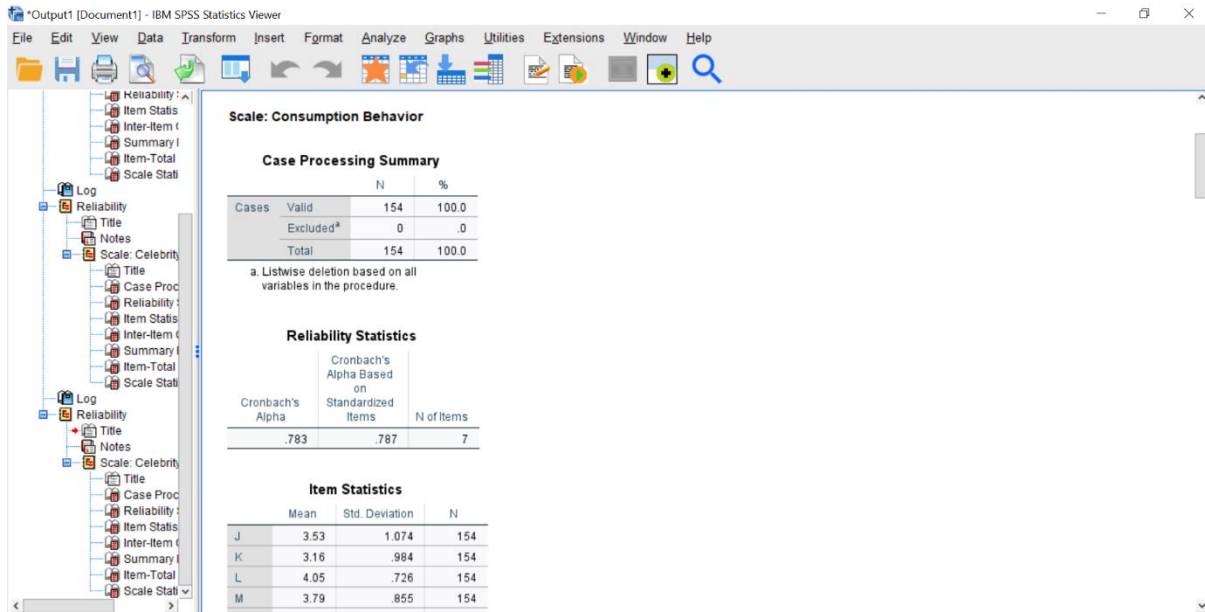 *Output1 [Document1] - IBM SPSS Statistics Viewer
File Edit View Data Transform Insert Format Analyze Graphs Utilities Extensions Window Help
Reliability :
Item Statis
Inter-Item (
Summary I
Item-Total
Scale Stati
Log
Reliability
Title
Notes
Scale: Celebrity
Title
Case Proc
Reliability :
Item Statis
Inter-Item (
Summary I
Item-Total
Scale Stati
Log
Reliability
Title
Notes
Scale: Celebrity
Title
Case Proc
Reliability :
Item Statis
Inter-Item (
Summary I
Item-Total
Scale Stati
Scale: Consumption Behavior
Case Processing Summary
N %
Cases Valid 154 100.0
Excludedª 0 .0
Total 154 100.0
a. Listwise deletion based on all
variables in the procedure.
Reliability Statistics
Cronbach's Alpha
Cronbach's
Alpha Based
on
Standardized
Items
N of Items
.783 .787 7
Item Statistics
Mean Std. Deviation N
J 3.53 1.074 154
K 3.16 .984 154
L 4.05 .726 154
M 3.79 .855 154